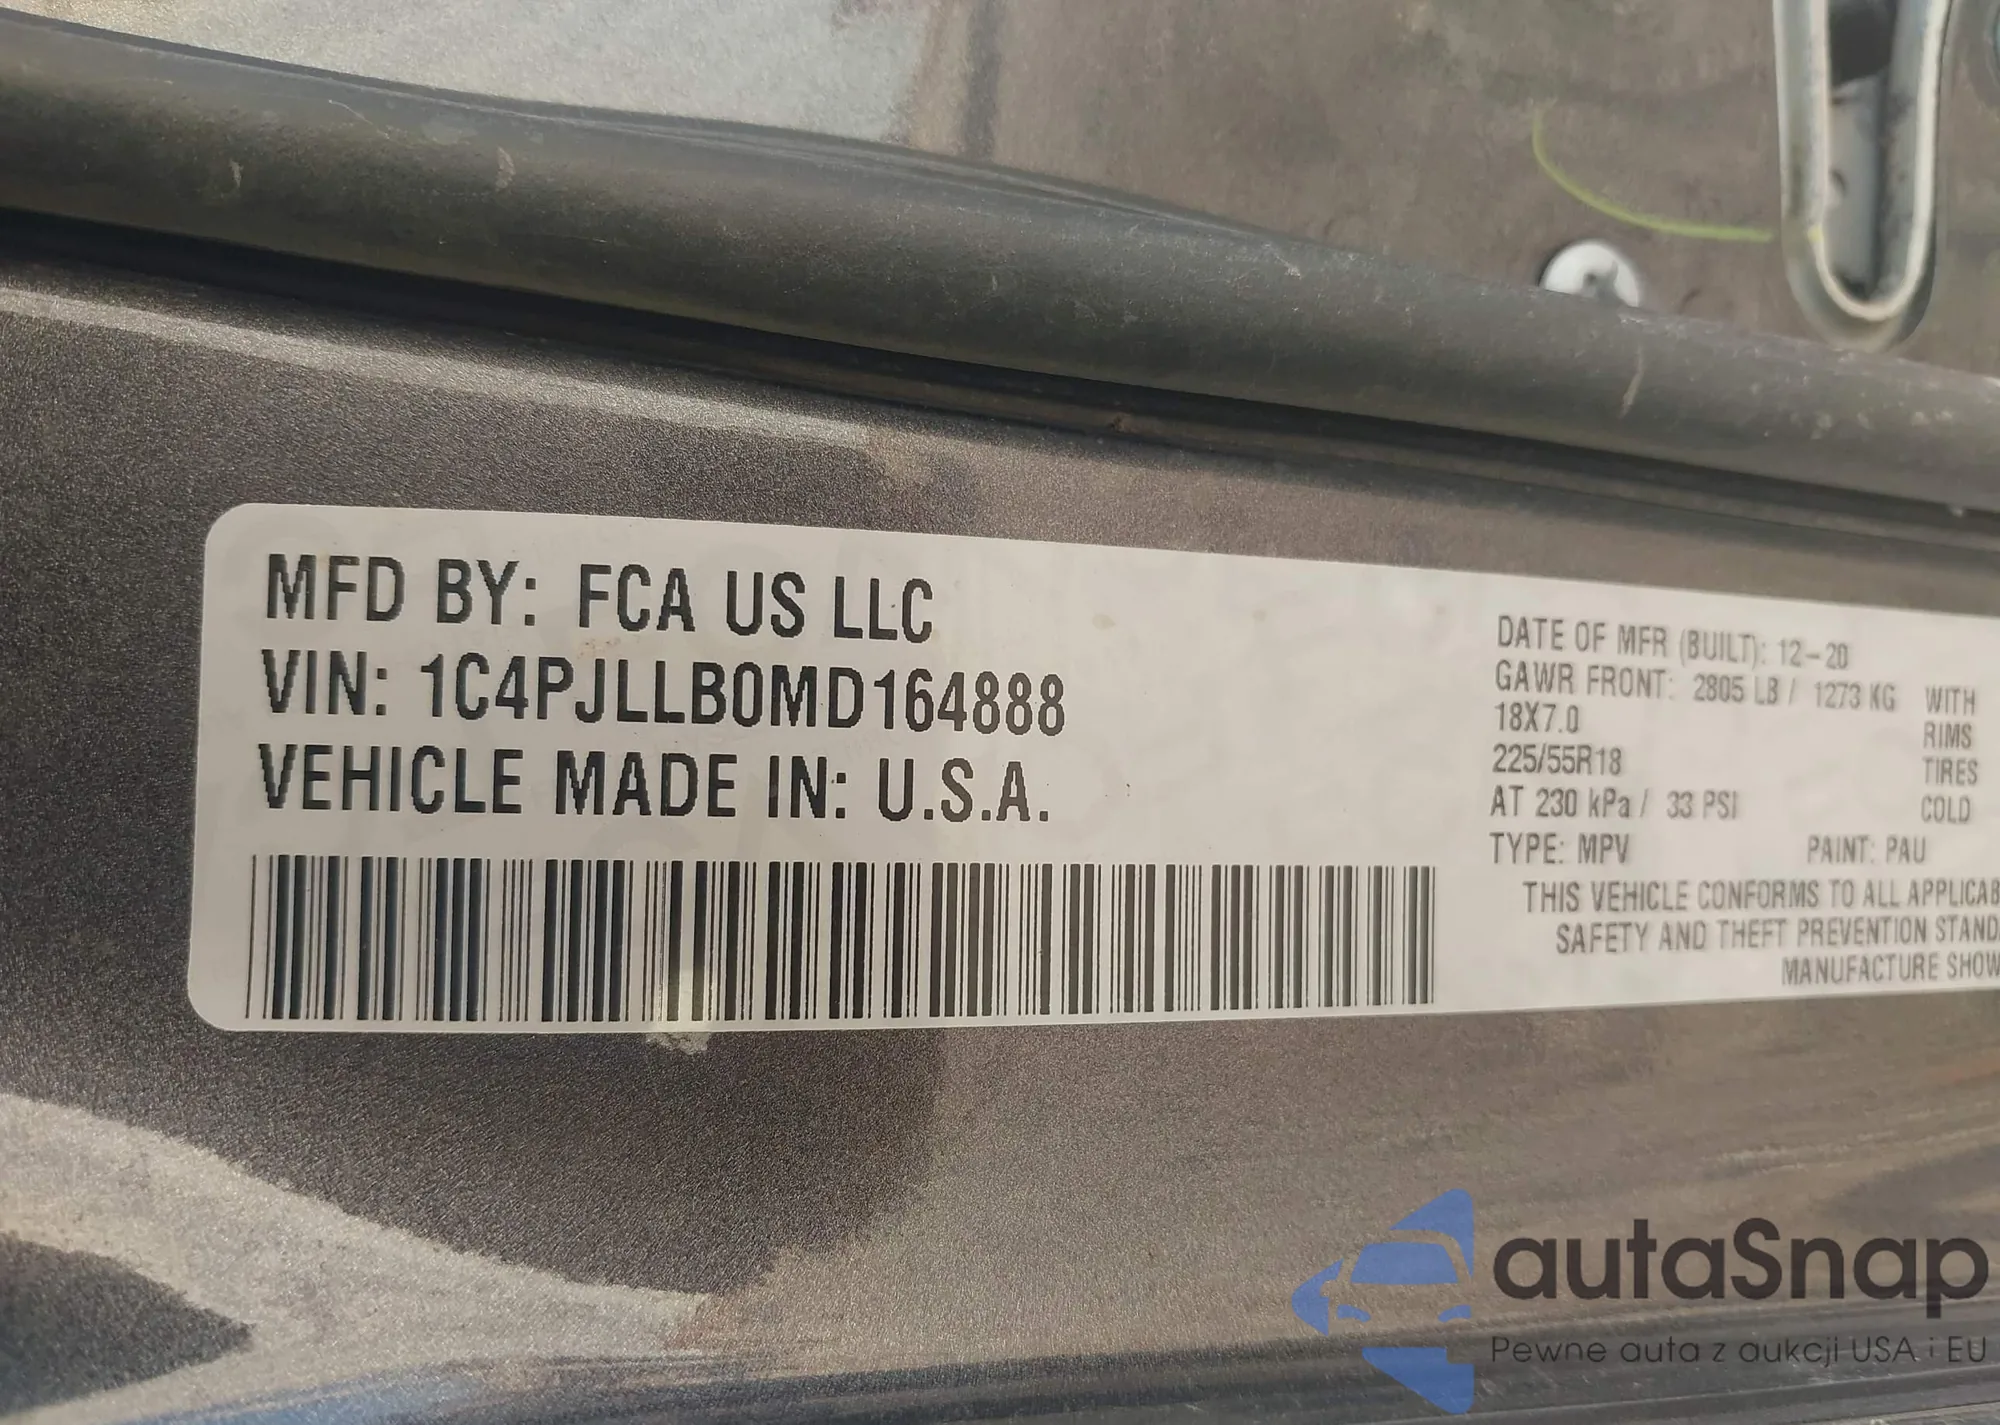 MFD BY: FCA US LLC
VIN: 1C4PJLLB0MD164888
VEHICLE MADE IN: U.S.A.
DATE OF MFR (BUILT): 12-20
GAWR FRONT: 2805 LB / 1273 KG WITH
18X7.0 RIMS
225/55R18 TIRES
AT 230 kPa / 33 PSI COLD
TYPE: MPV PAINT: PAU
THIS VEHICLE CONFORMS TO ALL APPLICAB
SAFETY AND THEFT PREVENTION STAND
MANUFACTURE SHOW
autaSnap
Pewne auta z aukcji USA i EU